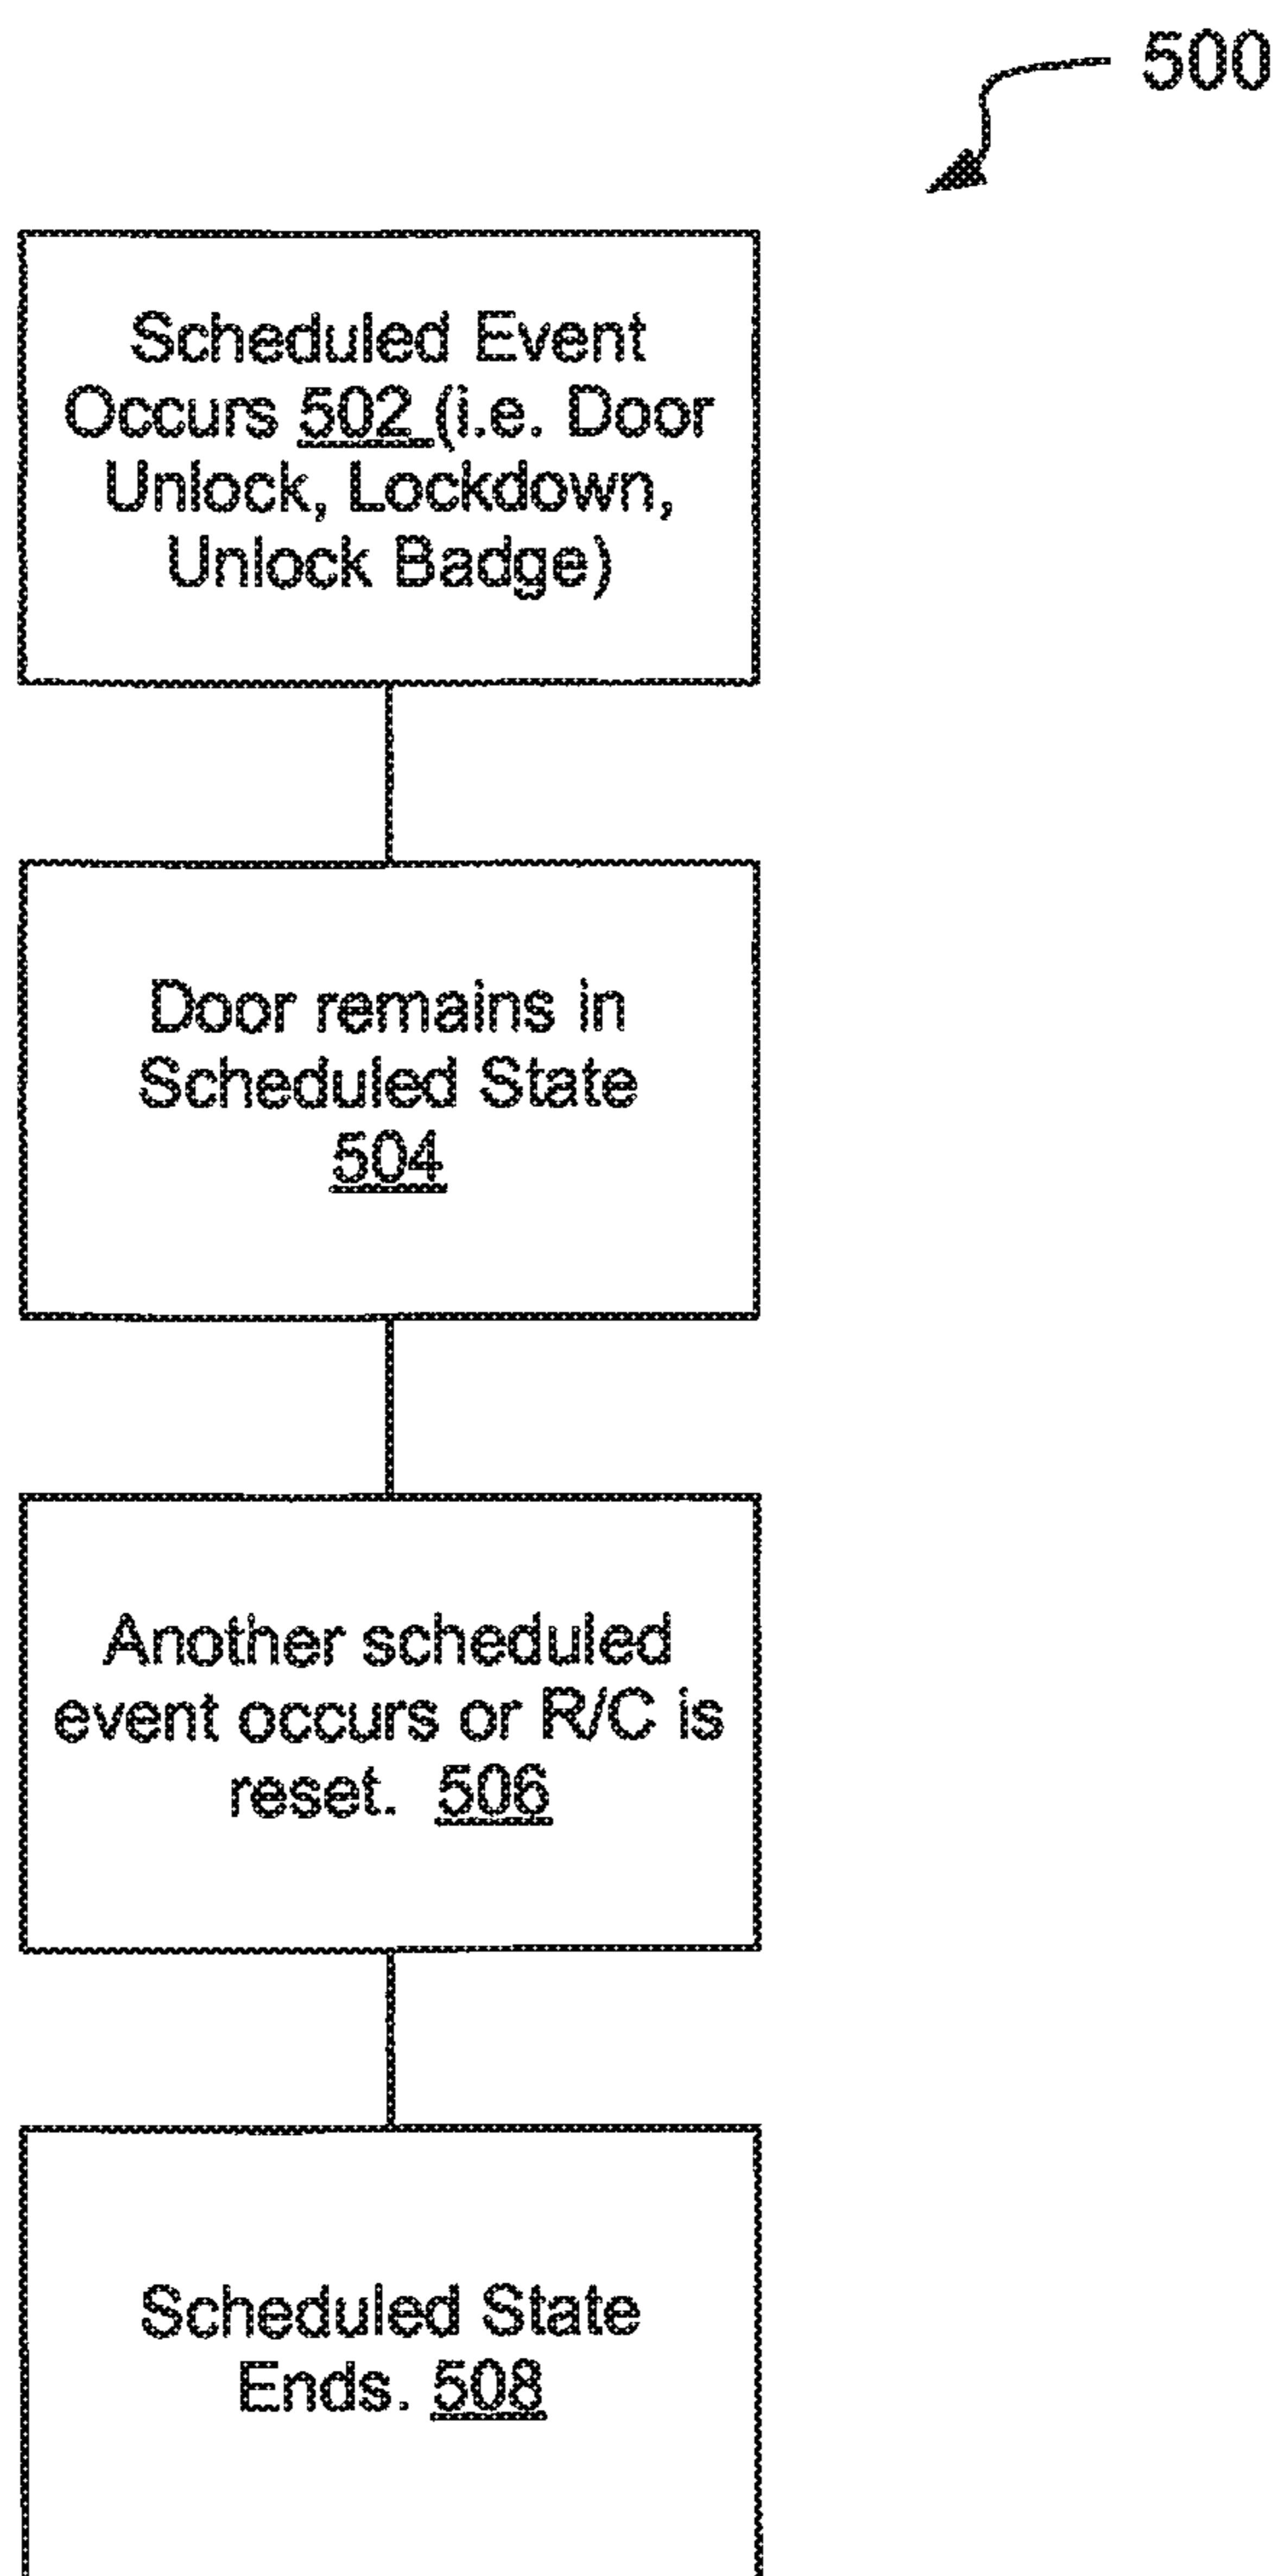 500
Scheduled Event
Occurs 502 (i.e. Door
Unlock, Lockdown,
Unlock Badge)
Door remains in
Scheduled State
504
Another scheduled
event occurs or R/C is
reset. 506
Scheduled State
Ends. 508